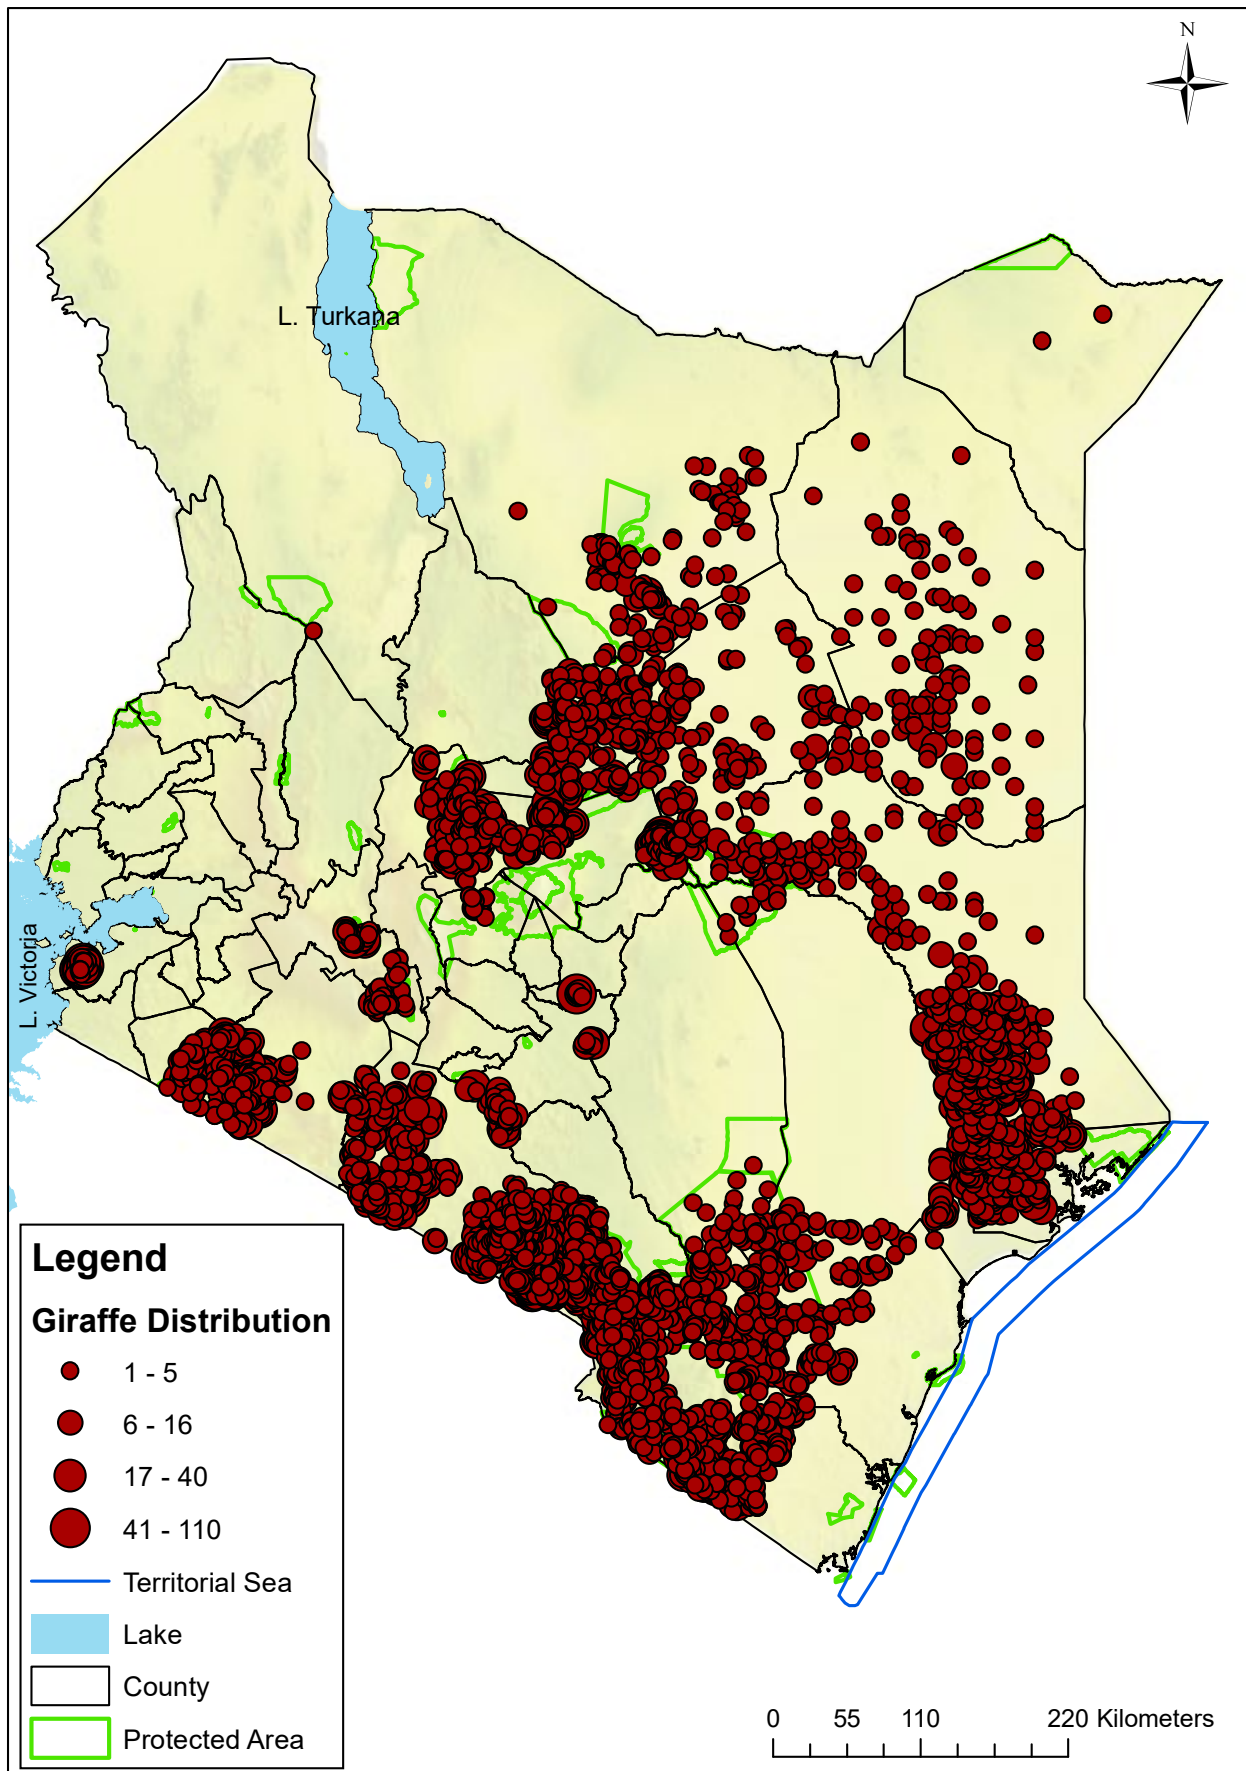 N
L. Turkana
L. Victoria
Legend
Giraffe Distribution
1 - 5
6 - 16
17 - 40
41 - 110
Territorial Sea
Lake
County
Protected Area
0 55 110 220 Kilometers